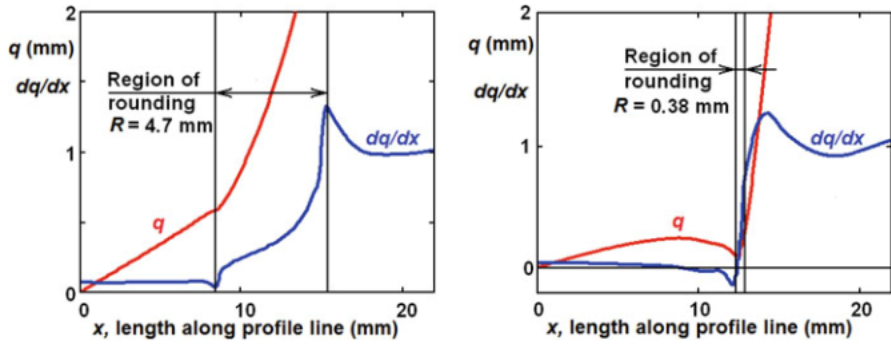 2
q (mm)
dq/dx
Region of
rounding
R = 4.7 mm
1
dq/dx
q
0
0
10
20
x, length along profile line (mm)
2
q (mm)
dq/dx
Region of
rounding
R = 0.38 mm
1
dq/dx
q
0
0
10
20
x, length along profile line (mm)